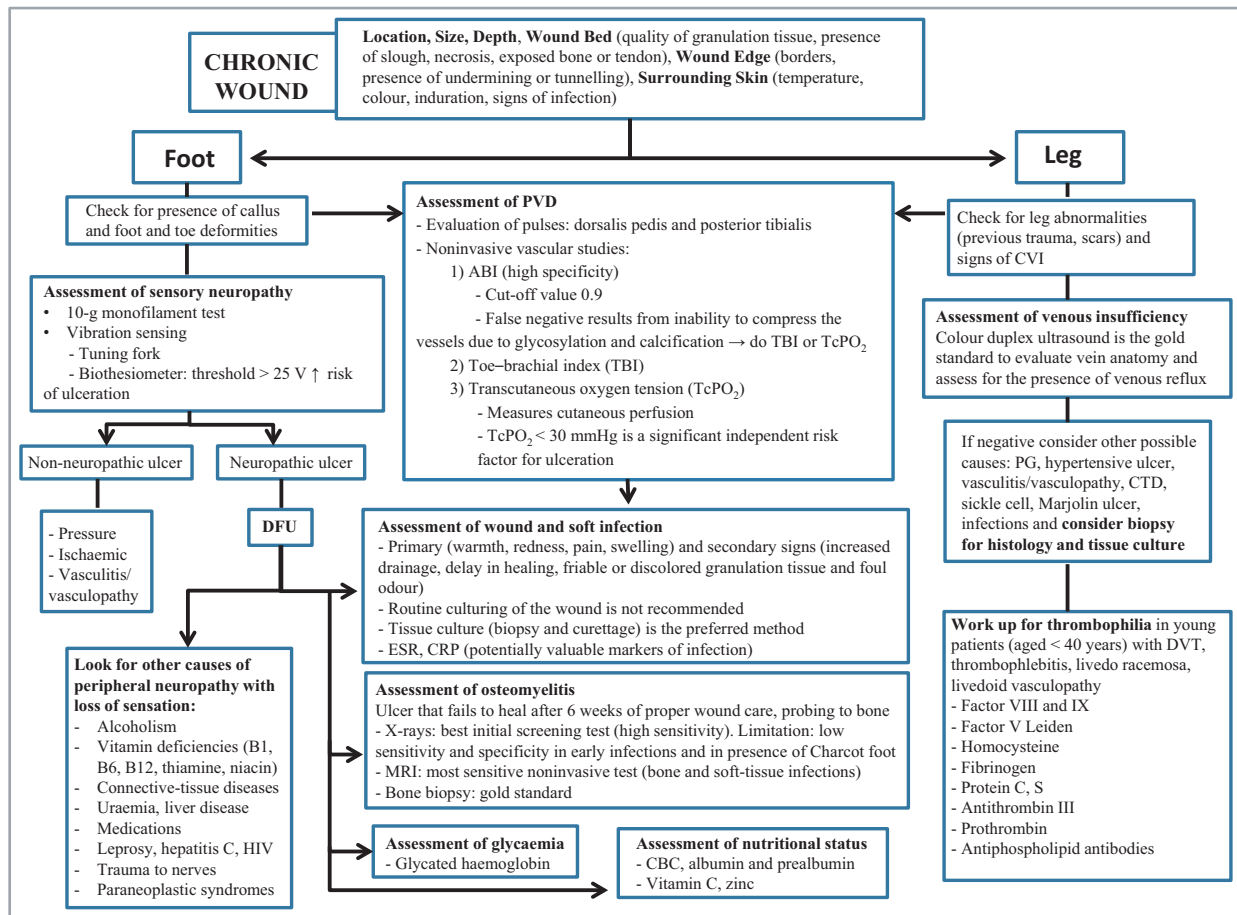 CHRONIC
WOUND
Location, Size, Depth, Wound Bed (quality of granulation tissue, presence
of slough, necrosis, exposed bone or tendon), Wound Edge (borders,
presence of undermining or tunnelling), Surrounding Skin (temperature,
colour, induration, signs of infection)
Foot
Leg
Check for presence of callus
and foot and toe deformities
Assessment of sensory neuropathy
• 10-g monofilament test
• Vibration sensing
- Tuning fork
- Biothesiometer: threshold > 25 V ↑ risk
of ulceration
Non-neuropathic ulcer
Neuropathic ulcer
- Pressure
- Ischaemic
- Vasculitis/
vasculopathy
DFU
Look for other causes of
peripheral neuropathy with
loss of sensation:
- Alcoholism
- Vitamin deficiencies (B1,
B6, B12, thiamine, niacin)
- Connective-tissue diseases
- Uraemia, liver disease
- Medications
- Leprosy, hepatitis C, HIV
- Trauma to nerves
- Paraneoplastic syndromes
Assessment of PVD
- Evaluation of pulses: dorsalis pedis and posterior tibialis
- Noninvasive vascular studies:
1) ABI (high specificity)
- Cut-off value 0.9
- False negative results from inability to compress the
vessels due to glycosylation and calcification → do TBI or TcPO2
2) Toe–brachial index (TBI)
3) Transcutaneous oxygen tension (TcPO2)
- Measures cutaneous perfusion
- TcPO2 < 30 mmHg is a significant independent risk
factor for ulceration
Assessment of wound and soft infection
- Primary (warmth, redness, pain, swelling) and secondary signs (increased
drainage, delay in healing, friable or discolored granulation tissue and foul
odour)
- Routine culturing of the wound is not recommended
- Tissue culture (biopsy and curettage) is the preferred method
- ESR, CRP (potentially valuable markers of infection)
Assessment of osteomyelitis
Ulcer that fails to heal after 6 weeks of proper wound care, probing to bone
- X-rays: best initial screening test (high sensitivity). Limitation: low
sensitivity and specificity in early infections and in presence of Charcot foot
- MRI: most sensitive noninvasive test (bone and soft-tissue infections)
- Bone biopsy: gold standard
Assessment of glycaemia
- Glycated haemoglobin
Assessment of nutritional status
- CBC, albumin and prealbumin
- Vitamin C, zinc
Check for leg abnormalities
(previous trauma, scars) and
signs of CVI
Assessment of venous insufficiency
Colour duplex ultrasound is the gold
standard to evaluate vein anatomy and
assess for the presence of venous reflux
If negative consider other possible
causes: PG, hypertensive ulcer,
vasculitis/vasculopathy, CTD,
sickle cell, Marjolin ulcer,
infections and consider biopsy
for histology and tissue culture
Work up for thrombophilia in young
patients (aged < 40 years) with DVT,
thrombophlebitis, livedo racemosa,
livedoid vasculopathy
- Factor VIII and IX
- Factor V Leiden
- Homocysteine
- Fibrinogen
- Protein C, S
- Antithrombin III
- Prothrombin
- Antiphospholipid antibodies